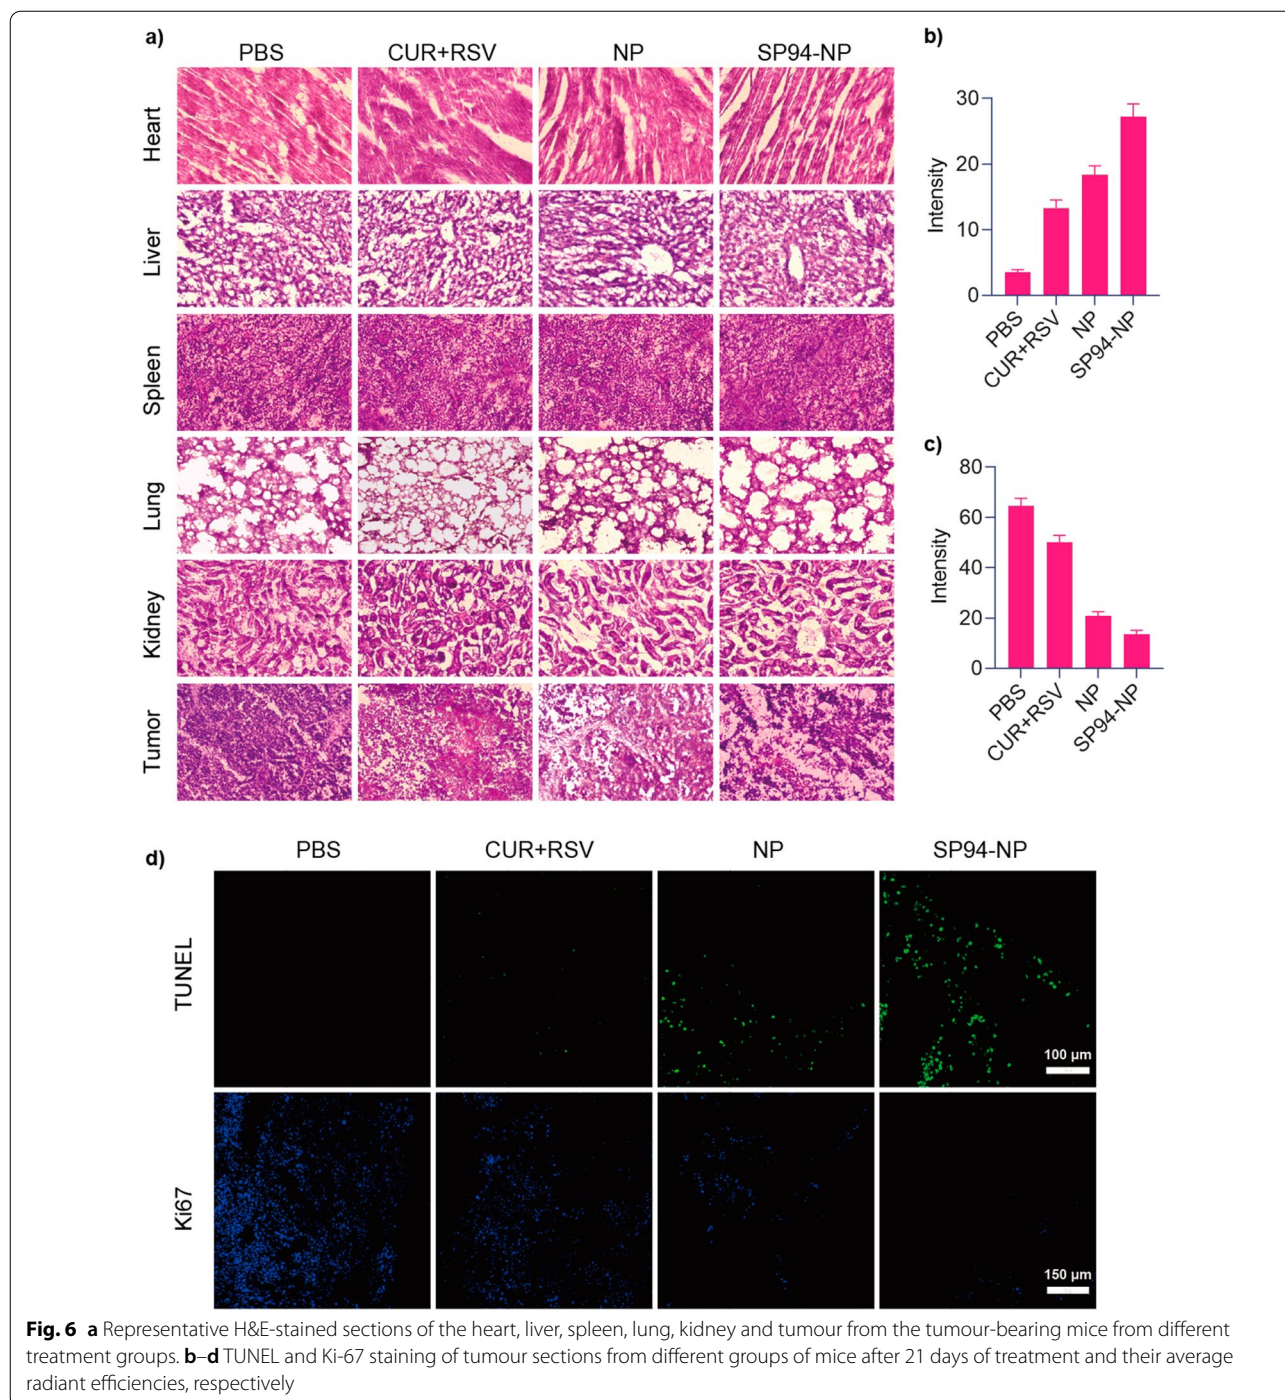 a)
PBS CUR+RSV NP SP94-NP
Heart
Liver
Spleen
Lung
Kidney
Tumor
b)
Intensity
30
20
10
0
PBS
CUR+RSV
NP
SP94-NP
c)
Intensity
80
60
40
20
0
PBS
CUR+RSV
NP
SP94-NP
d)
PBS CUR+RSV NP SP94-NP
TUNEL
100 µm
Ki67
150 µm
Fig. 6 a Representative H&E-stained sections of the heart, liver, spleen, lung, kidney and tumour from the tumour-bearing mice from different
treatment groups. b–d TUNEL and Ki-67 staining of tumour sections from different groups of mice after 21 days of treatment and their average
radiant efficiencies, respectively